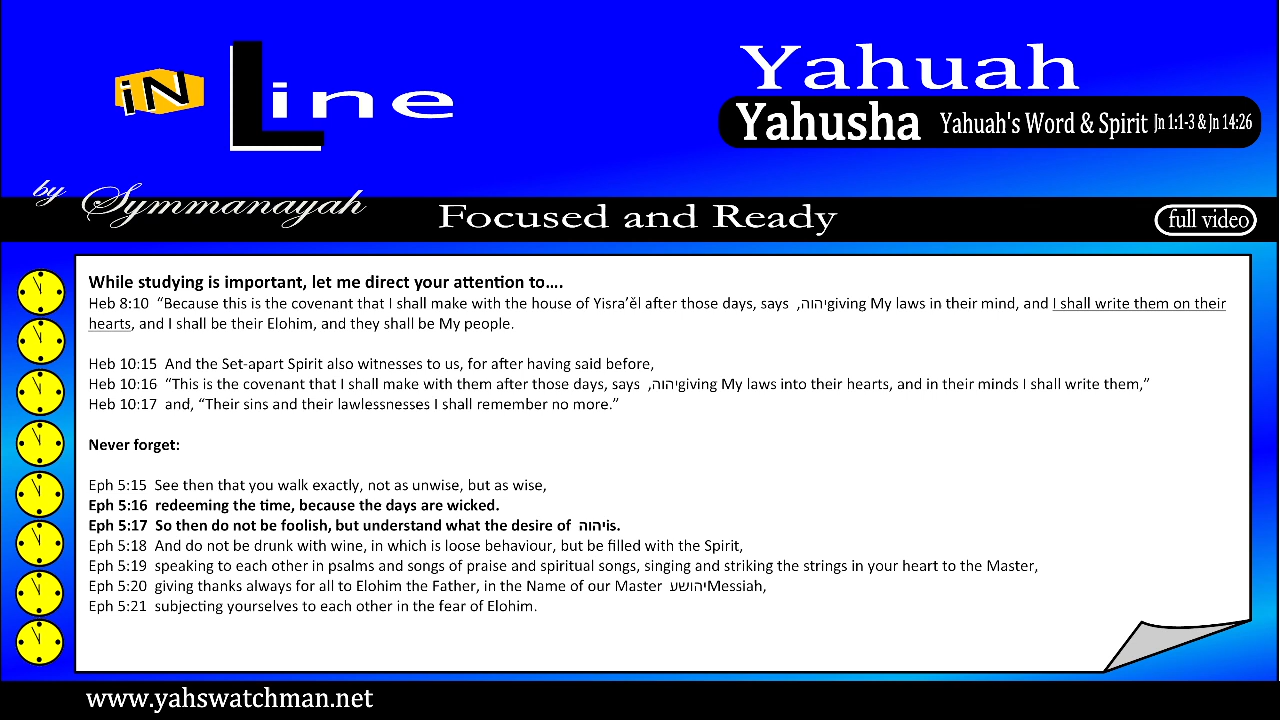 iN Line
Yahuah
Yahusha Yahuah's Word & Spirit Jn 1:1-3 & Jn 14:26
by Symmanayah
Focused and Ready
full video
While studying is important, let me direct your attention to….
Heb 8:10 “Because this is the covenant that I shall make with the house of Yisra’ěl after those days, says יהוה, giving My laws in their mind, and I shall write them on their
hearts, and I shall be their Elohim, and they shall be My people.
Heb 10:15 And the Set-apart Spirit also witnesses to us, for after having said before,
Heb 10:16 “This is the covenant that I shall make with them after those days, says יהוה, giving My laws into their hearts, and in their minds I shall write them,”
Heb 10:17 and, “Their sins and their lawlessnesses I shall remember no more.”
Never forget:
Eph 5:15 See then that you walk exactly, not as unwise, but as wise,
Eph 5:16 redeeming the time, because the days are wicked.
Eph 5:17 So then do not be foolish, but understand what the desire of יהוה is.
Eph 5:18 And do not be drunk with wine, in which is loose behaviour, but be filled with the Spirit,
Eph 5:19 speaking to each other in psalms and songs of praise and spiritual songs, singing and striking the strings in your heart to the Master,
Eph 5:20 giving thanks always for all to Elohim the Father, in the Name of our Master יהושע Messiah,
Eph 5:21 subjecting yourselves to each other in the fear of Elohim.
www.yahswatchman.net